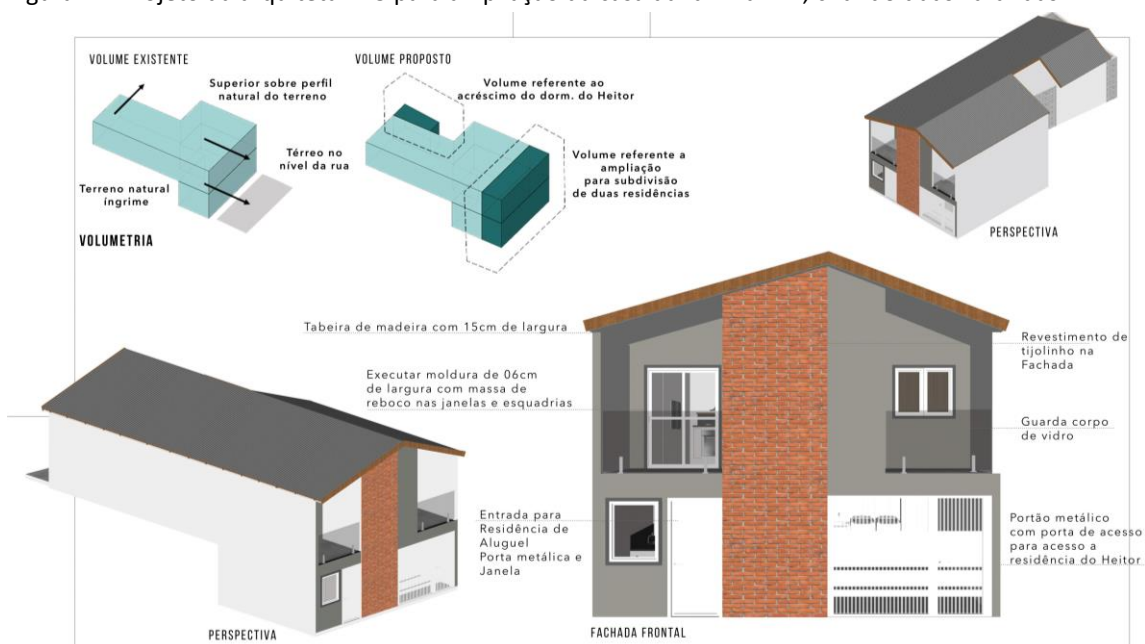 VOLUME EXISTENTE
Superior sobre perfil
natural do terreno
Térreo no
nível da rua
Terreno natural
íngrime
VOLUMETRIA
VOLUME PROPOSTO
Volume referente ao
acréscimo do dorm. do Heitor
Volume referente a
ampliação
para subdivisão
de duas residências
PERSPECTIVA
Tabeira de madeira com 15cm de largura
Executar moldura de 06cm
de largura com massa de
reboco nas janelas e esquadrias
Revestimento de
tijolinho na
Fachada
Guarda corpo
de vidro
Entrada para
Residência de
Aluguel
Porta metálica e
Janela
Portão metálico
com porta de acesso
para acesso a
residência do Heitor
PERSPECTIVA
FACHADA FRONTAL